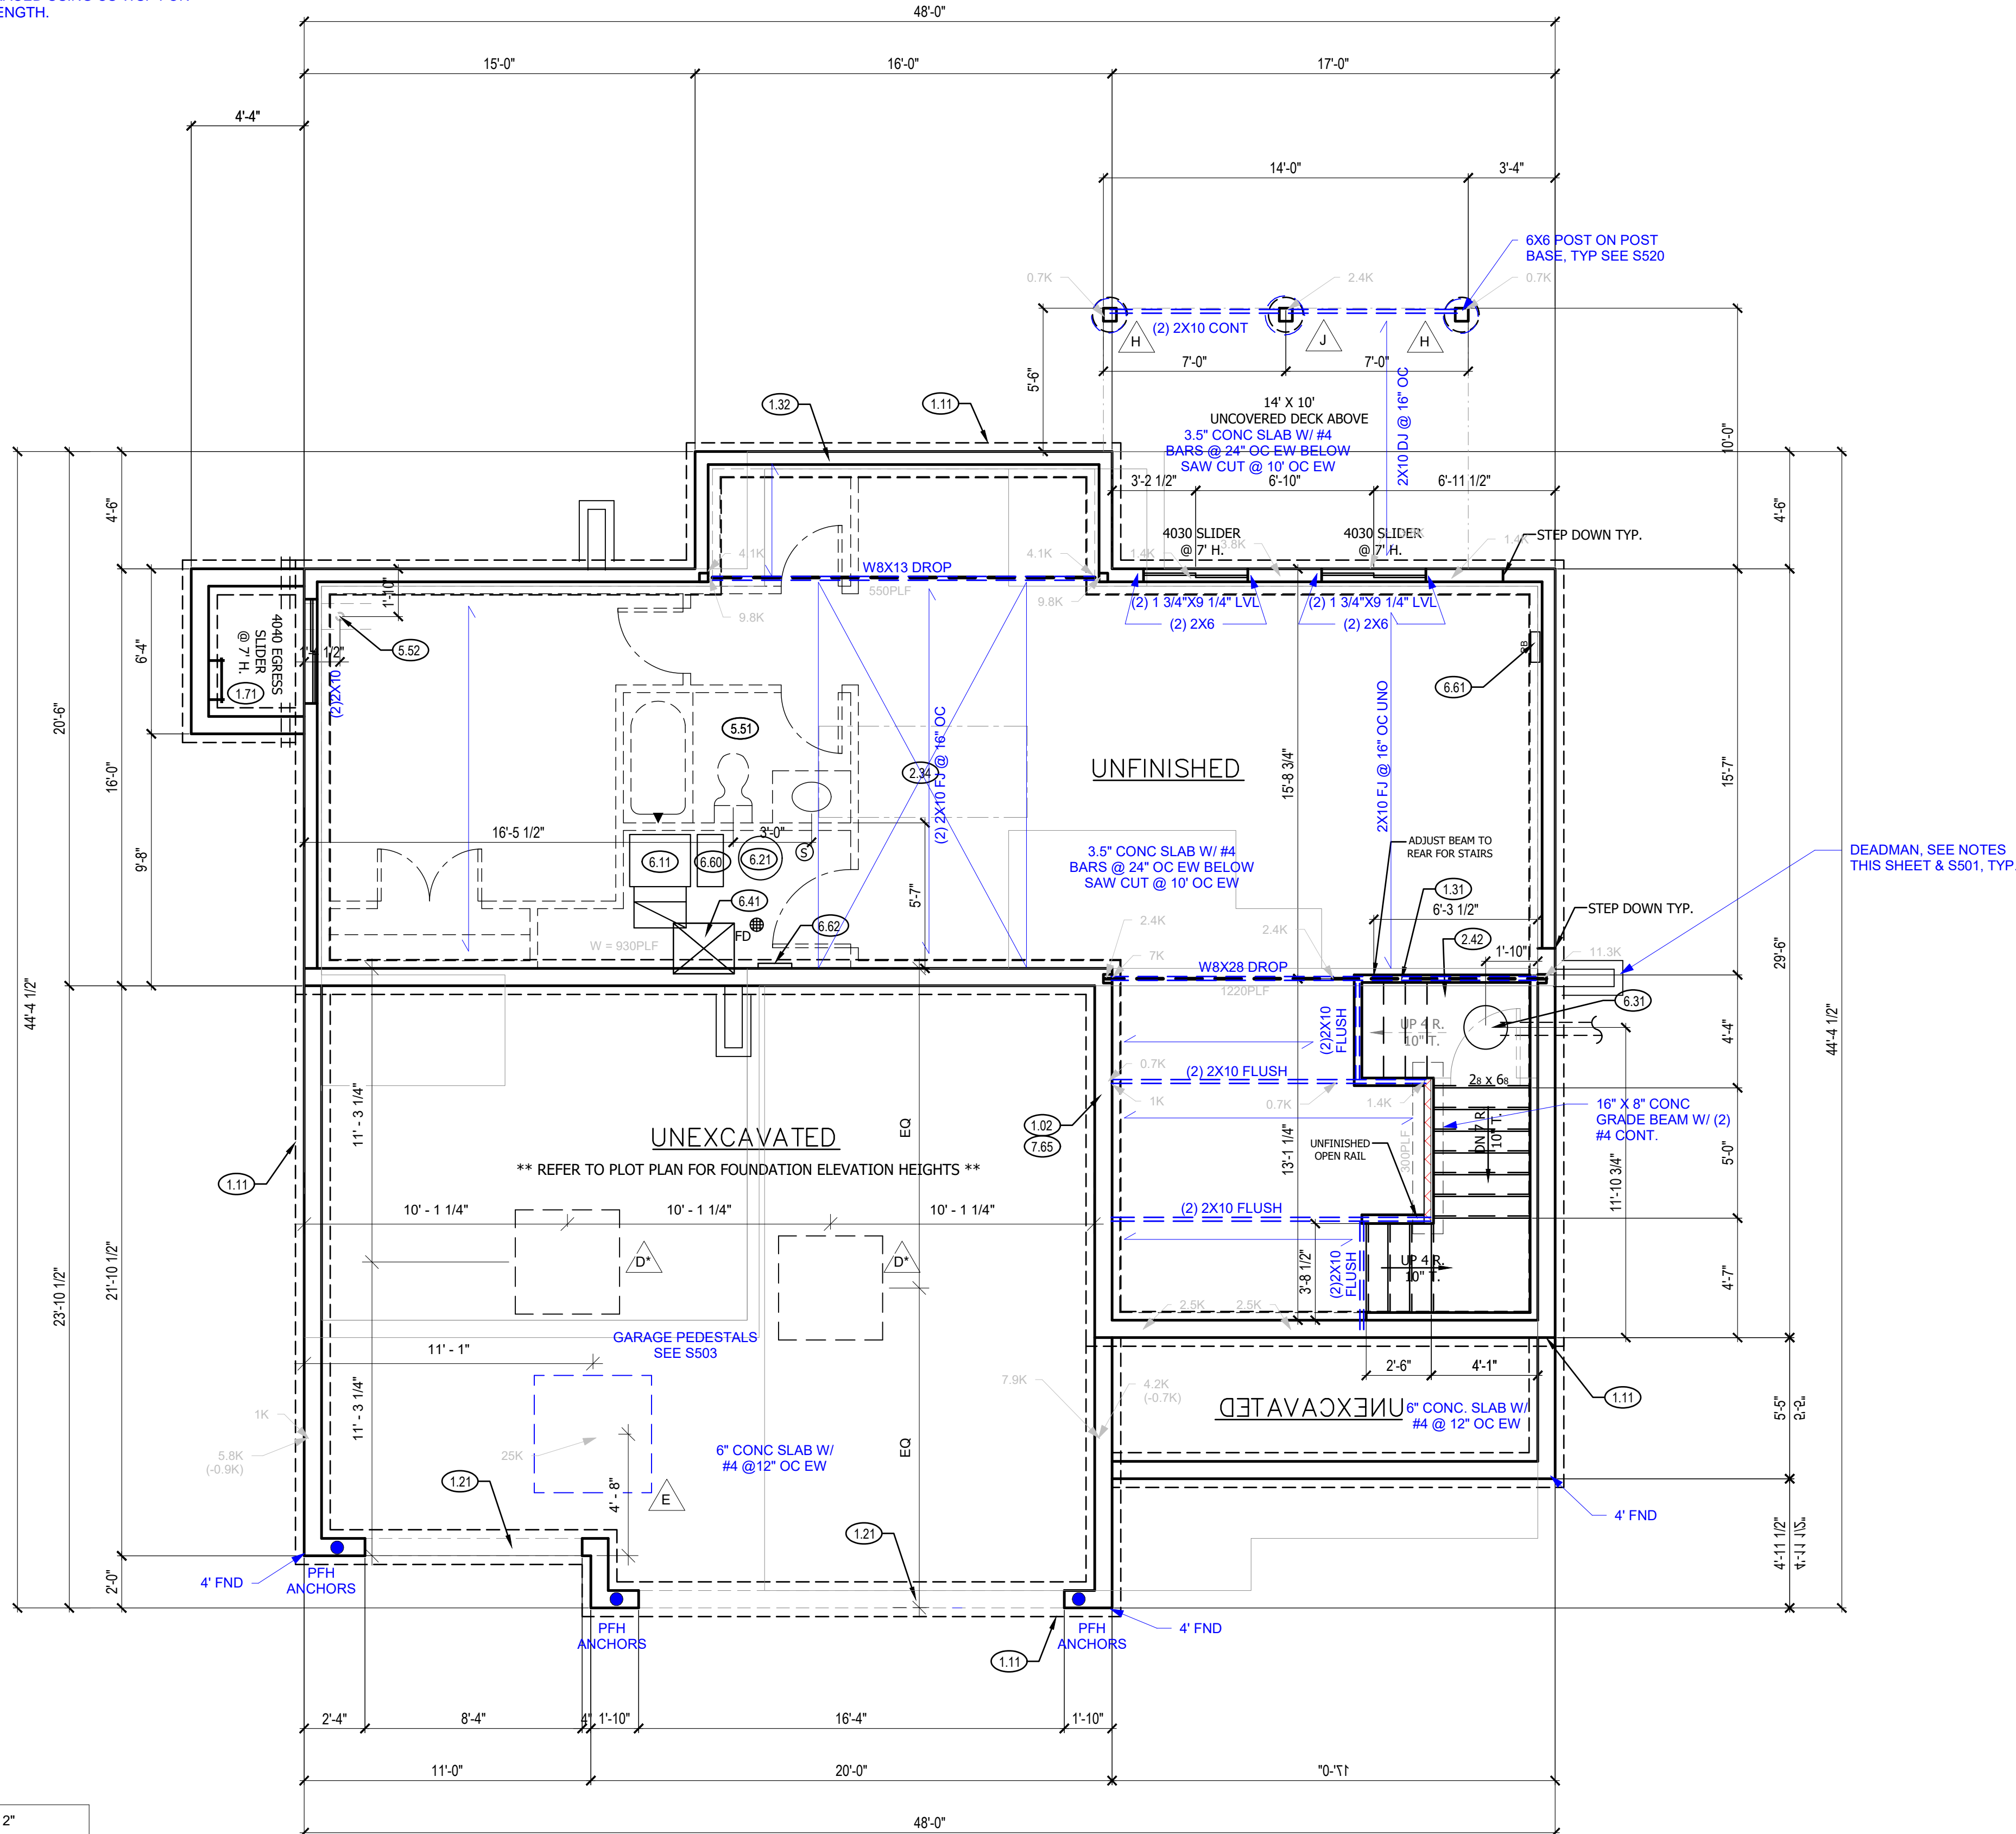 ENGTH.
48'-0"
15'-0"
16'-0"
17'-0"
4'-4"
14'-0"
3'-4"
6X6 POST ON POST
BASE, TYP SEE S520
0.7K
2.4K
0.7K
(2) 2X10 CONT
H
J
H
7'-0"
7'-0"
5'-6"
10'-0"
2X10 DJ @ 16" OC
14' X 10'
UNCOVERED DECK ABOVE
3.5" CONC SLAB W/ #4
BARS @ 24" OC EW BELOW
SAW CUT @ 10' OC EW
1.32
1.11
3'-2 1/2"
6'-10"
6'-11 1/2"
4'-6"
4'-6"
4030 SLIDER
@ 7' H.
4030 SLIDER
@ 7' H.
STEP DOWN TYP.
4.1K
4.1K
1.4K
3.8K
1.4K
W8X13 DROP
550PLF
9.8K
9.8K
(2) 1 3/4"X9 1/4" LVL
(2) 1 3/4"X9 1/4" LVL
(2) 2X6
(2) 2X6
1'-10"
5.52
4040 EGRESS
SLIDER
@ 7' H.
1.71
(2)2X10
6'-4"
6.61
5.51
2.34
(2) 2X10 FJ @ 16" OC
UNFINISHED
15'-8 3/4"
2X10 FJ @ 16" OC UNO
15'-7"
20'-6"
16'-0"
9'-8"
16'-5 1/2"
3'-0"
6.11
6.60
6.21
S
3.5" CONC SLAB W/ #4
BARS @ 24" OC EW BELOW
SAW CUT @ 10' OC EW
ADJUST BEAM TO
REAR FOR STAIRS
DEADMAN, SEE NOTES
THIS SHEET & S501, TYP.
5'-7"
6.41
FD
6.62
W = 930PLF
1.31
6'-3 1/2"
STEP DOWN TYP.
2.4K
2.4K
2.42
7K
1'-10"
11.3K
W8X28 DROP
1220PLF
29'-6"
44'-4 1/2"
44'-4 1/2"
6.31
UP 4 R.
10" T.
(2)2X10
FLUSH
4'-4"
0.7K
(2) 2X10 FLUSH
1K
0.7K
1.4K
28 x 68
16" X 8" CONC
GRADE BEAM W/ (2)
#4 CONT.
1.02
7.65
11' - 3 1/4"
EQ
UNEXCAVATED
** REFER TO PLOT PLAN FOR FOUNDATION ELEVATION HEIGHTS **
13'-1 1/4"
UNFINISHED
OPEN RAIL
300PLF
DN 7 R.
10" T.
5'-0"
11'-10 3/4"
1.11
10' - 1 1/4"
10' - 1 1/4"
10' - 1 1/4"
(2) 2X10 FLUSH
D*
D*
3'-8 1/2"
(2)2X10
FLUSH
UP 4 R.
10" T.
4'-7"
23'-10 1/2"
21'-10 1/2"
2.5K
2.5K
GARAGE PEDESTALS
SEE S503
11' - 1"
2'-6"
4'-1"
7.9K
4.2K
(-0.7K)
1.11
UNEXCAVATED
6" CONC. SLAB W/
#4 @ 12" OC EW
5'-5"
5'-5"
1K
5.8K
(-0.9K)
11' - 3 1/4"
25K
6" CONC SLAB W/
#4 @12" OC EW
EQ
1.21
4' - 8"
E
1.21
4' FND
4'-11 1/2"
4'-11 1/2"
4' FND
PFH
ANCHORS
2'-0"
PFH
ANCHORS
PFH
ANCHORS
4' FND
1.11
2'-4"
8'-4"
4"
1'-10"
16'-4"
1'-10"
11'-0"
20'-0"
17'-0"
2"
48'-0"